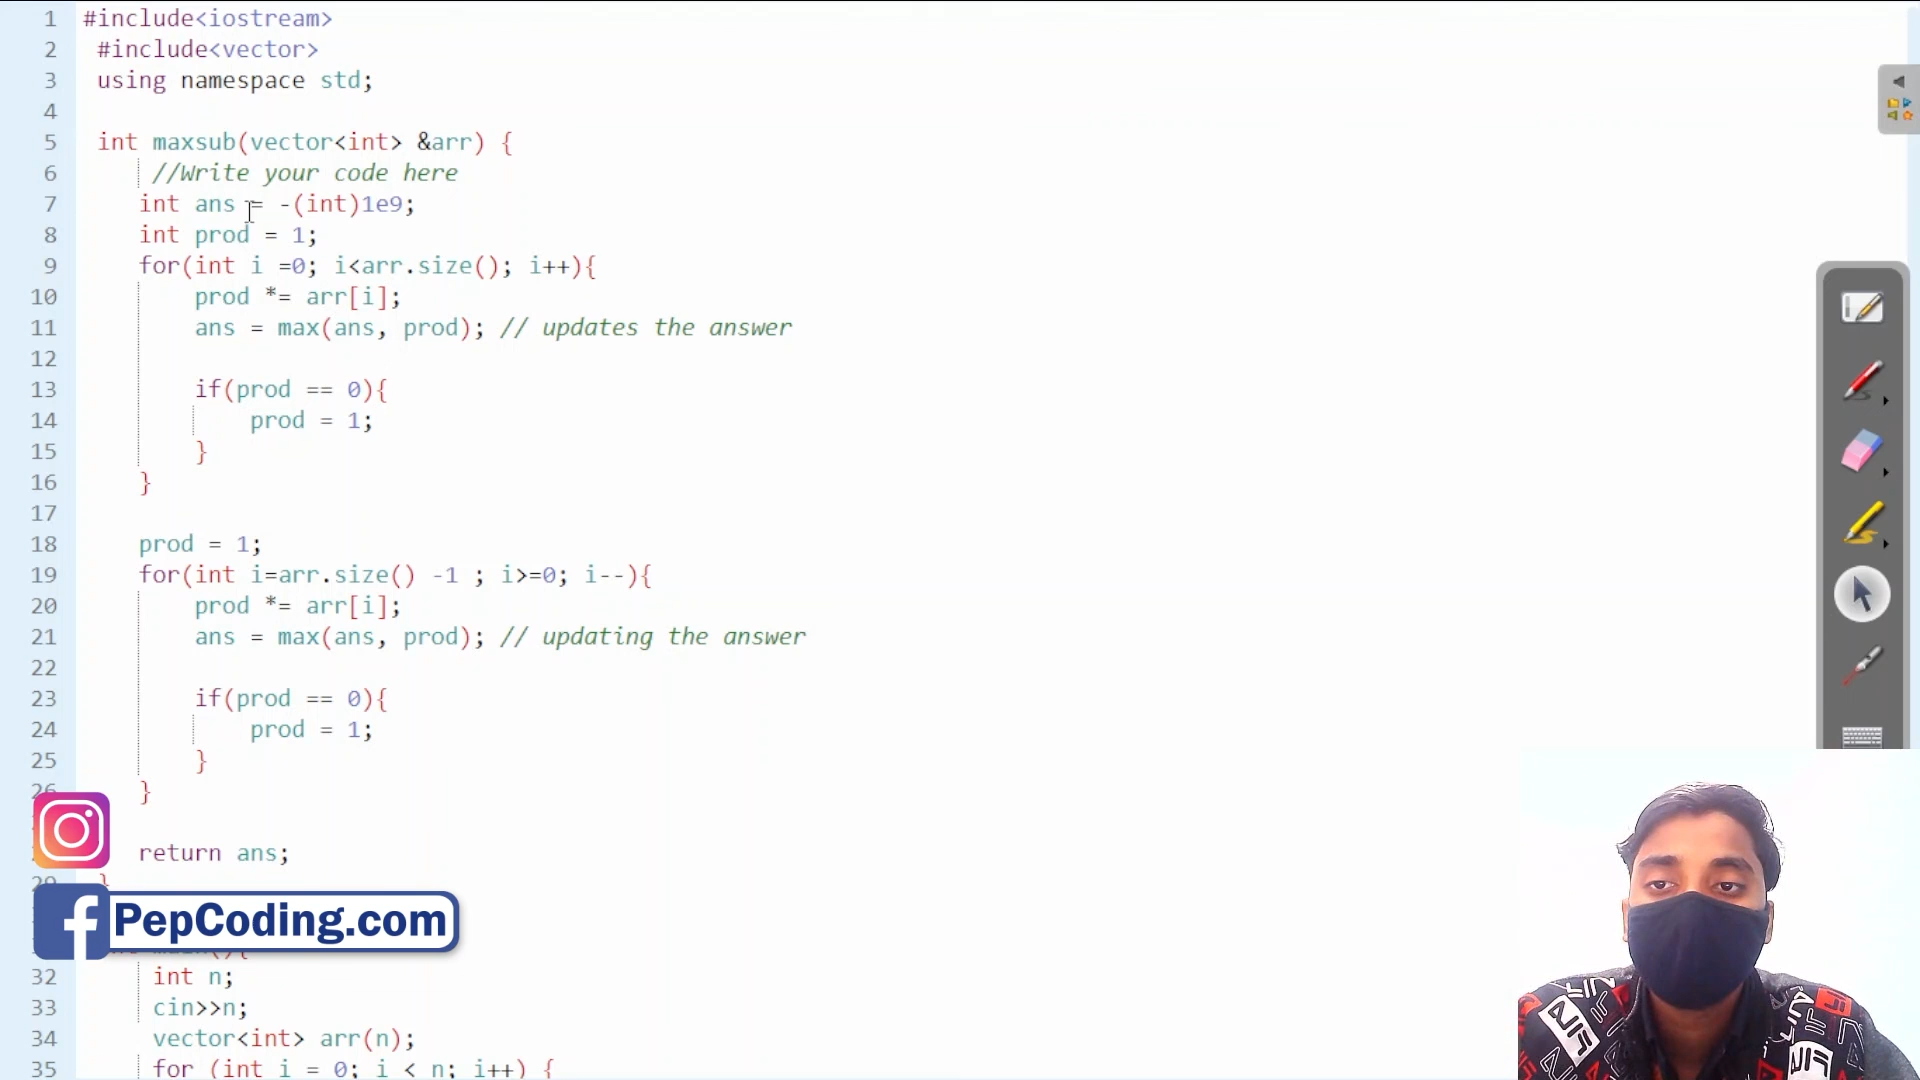 1 #include<iostream>
2 #include<vector>
3 using namespace std;
4
5 int maxsub(vector<int> &arr) {
6 //Write your code here
7 int ans = -(int)1e9;
8 int prod = 1;
9 for(int i =0; i<arr.size(); i++){
10 prod *= arr[i];
11 ans = max(ans, prod); // updates the answer
12
13 if(prod == 0){
14 prod = 1;
15 }
16 }
17
18 prod = 1;
19 for(int i=arr.size() -1 ; i>=0; i--){
20 prod *= arr[i];
21 ans = max(ans, prod); // updating the answer
22
23 if(prod == 0){
24 prod = 1;
25 }
26 }
return ans;
29 }
PepCoding.com
32 int n;
33 cin>>n;
34 vector<int> arr(n);
35 for (int i = 0; i < n; i++) {